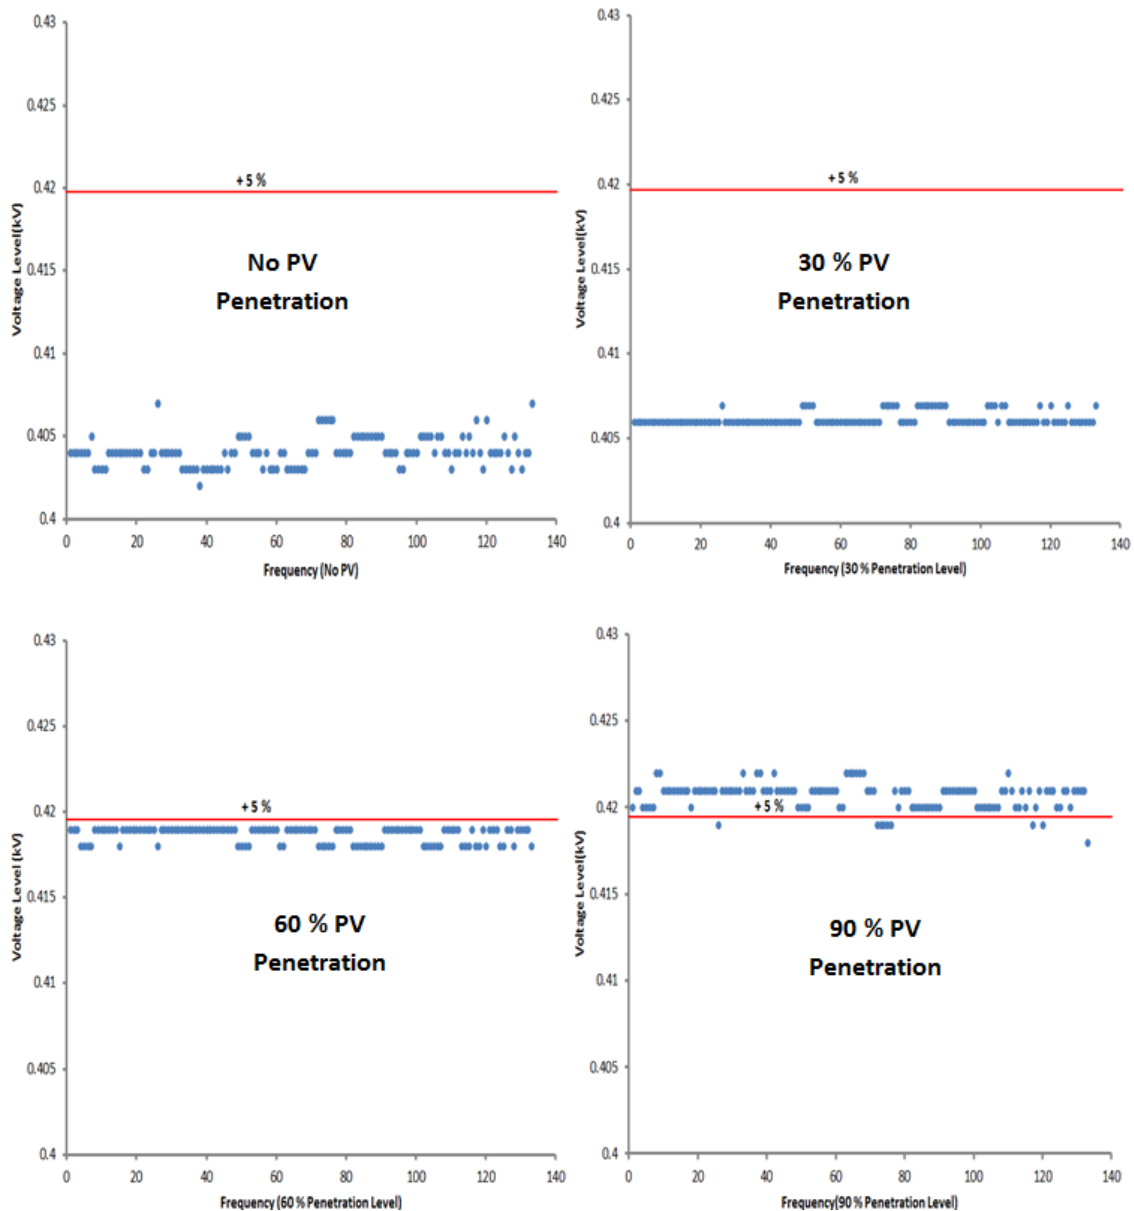 0.43
0.425
0.42
0.415
0.41
0.405
0.4
Voltage Level(kV)
+ 5 %
No PV
Penetration
0 20 40 60 80 100 120 140
Frequency (No PV)
0.43
0.425
0.42
0.415
0.41
0.405
0.4
Voltage Level(kV)
+ 5 %
30 % PV
Penetration
0 20 40 60 80 100 120 140
Frequency (30 % Penetration Level)
0.43
0.425
0.42
0.415
0.41
0.405
0.4
Voltage Level (kV)
+ 5 %
60 % PV
Penetration
0 20 40 60 80 100 120 140
Frequency (60 % Penetration Level)
0.43
0.425
0.42
0.415
0.41
0.405
0.4
Voltage Level(kV)
+ 5 %
90 % PV
Penetration
0 20 40 60 80 100 120 140
Frequency(90 % Penetration Level)